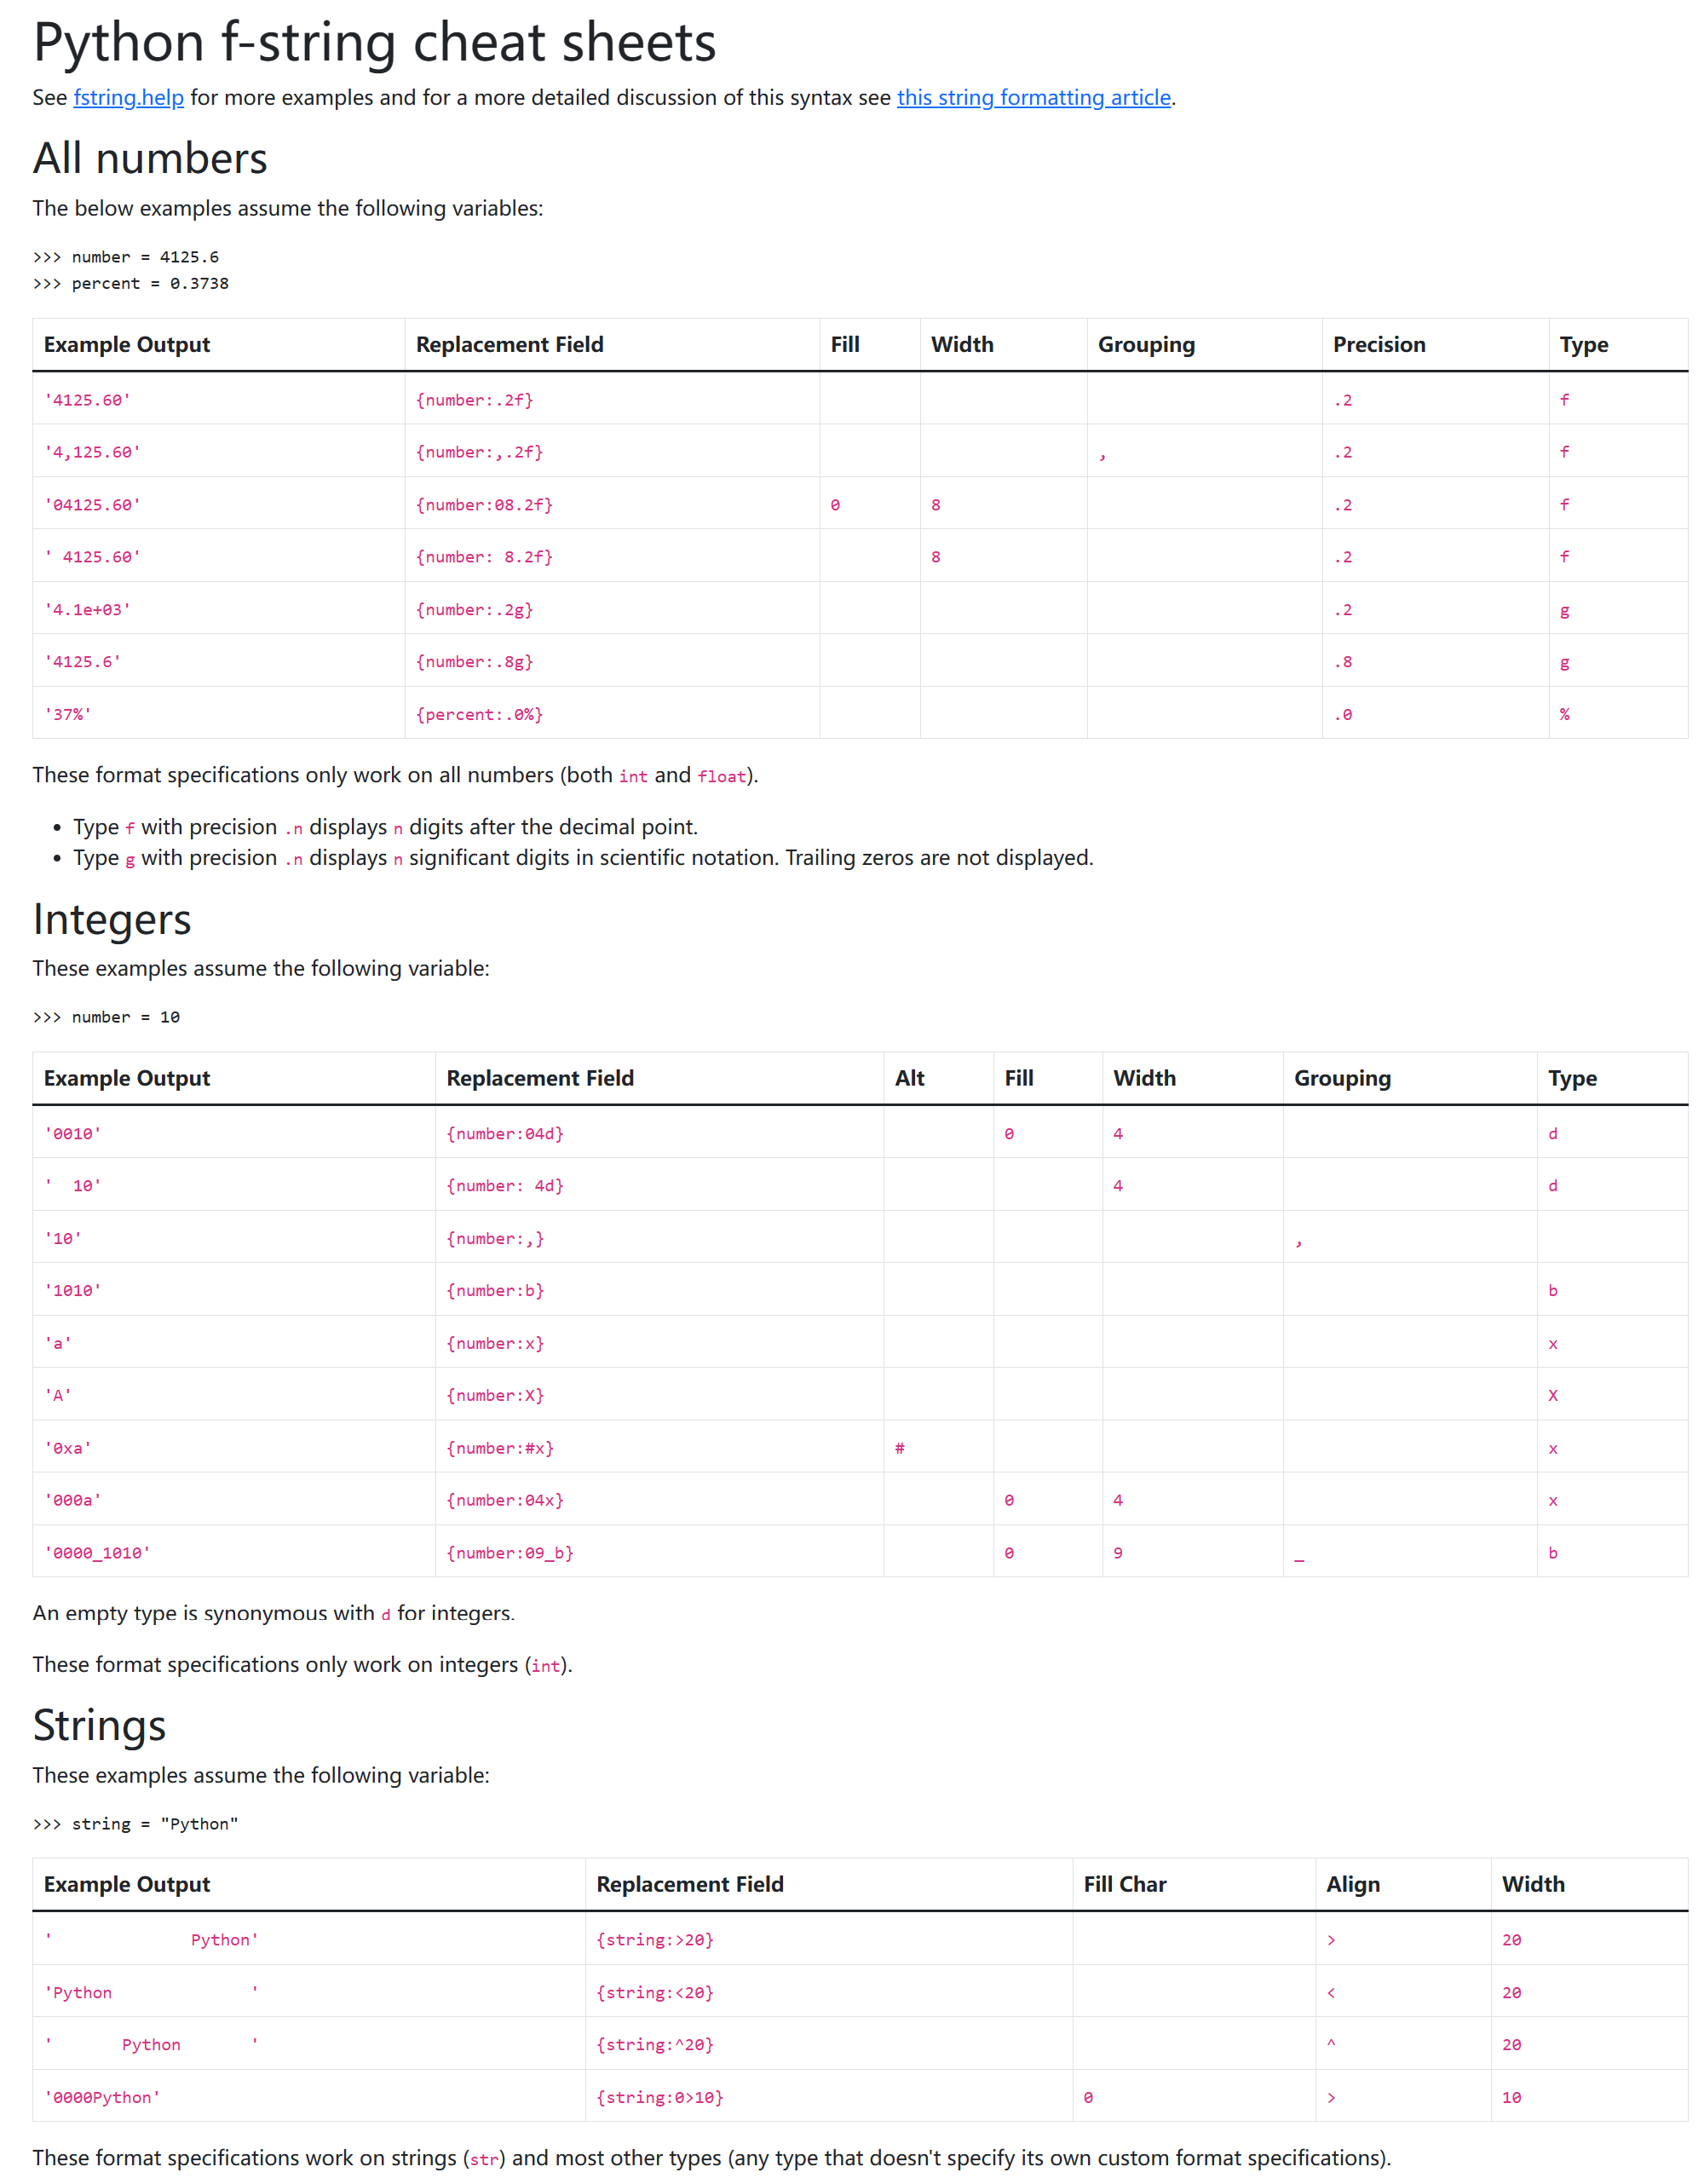 Python f-string cheat sheets
See fstring.help for more examples and for a more detailed discussion of this syntax see this string formatting article.
All numbers
The below examples assume the following variables:
>>> number = 4125.6
>>> percent = 0.3738
Example Output Replacement Field Fill Width Grouping Precision Type
'4125.60' {number:.2f} .2 f
'4,125.60' {number:,.2f} , .2 f
'04125.60' {number:08.2f} 0 8 .2 f
' 4125.60' {number: 8.2f} 8 .2 f
'4.1e+03' {number:.2g} .2 g
'4125.6' {number:.8g} .8 g
'37%' {percent:.0%} .0 %
These format specifications only work on all numbers (both int and float).
• Type f with precision .n displays n digits after the decimal point.
• Type g with precision .n displays n significant digits in scientific notation. Trailing zeros are not displayed.
Integers
These examples assume the following variable:
>>> number = 10
Example Output Replacement Field Alt Fill Width Grouping Type
'0010' {number:04d} 0 4 d
'  10' {number: 4d} 4 d
'10' {number:,} ,
'1010' {number:b} b
'a' {number:x} x
'A' {number:X} X
'0xa' {number:#x} # x
'000a' {number:04x} 0 4 x
'0000_1010' {number:09_b} 0 9 _ b
An empty type is synonymous with d for integers.
These format specifications only work on integers (int).
Strings
These examples assume the following variable:
>>> string = "Python"
Example Output Replacement Field Fill Char Align Width
'              Python' {string:>20} > 20
'Python              ' {string:<20} < 20
'       Python       ' {string:^20} ^ 20
'0000Python' {string:0>10} 0 > 10
These format specifications work on strings (str) and most other types (any type that doesn't specify its own custom format specifications).